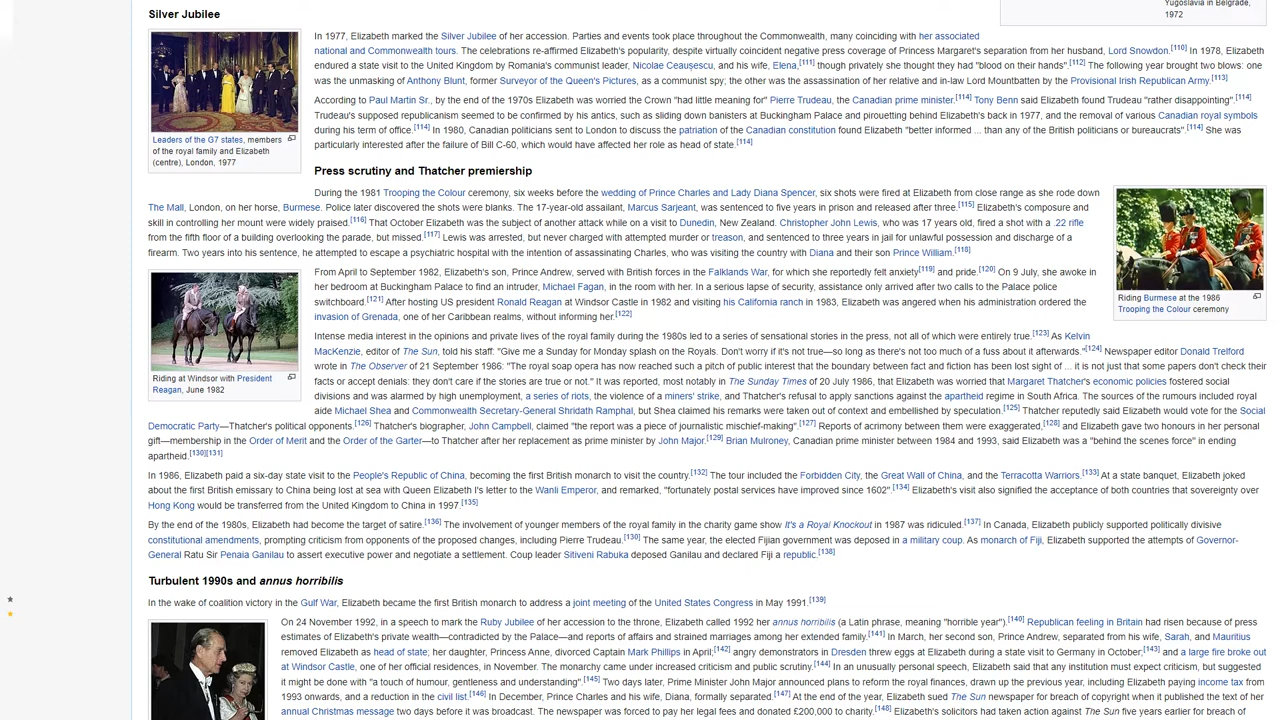 Yugoslavia in Belgrade,
1972
Silver Jubilee
In 1977, Elizabeth marked the Silver Jubilee of her accession. Parties and events took place throughout the Commonwealth, many coinciding with her associated
national and Commonwealth tours. The celebrations re-affirmed Elizabeth's popularity, despite virtually coincident negative press coverage of Princess Margaret's separation from her husband, Lord Snowdon.[110] In 1978, Elizabeth
endured a state visit to the United Kingdom by Romania's communist leader, Nicolae Ceaușescu, and his wife, Elena,[111] though privately she thought they had "blood on their hands".[112] The following year brought two blows: one
was the unmasking of Anthony Blunt, former Surveyor of the Queen's Pictures, as a communist spy; the other was the assassination of her relative and in-law Lord Mountbatten by the Provisional Irish Republican Army.[113]
According to Paul Martin Sr., by the end of the 1970s Elizabeth was worried the Crown "had little meaning for" Pierre Trudeau, the Canadian prime minister.[114] Tony Benn said Elizabeth found Trudeau "rather disappointing".[114]
Trudeau's supposed republicanism seemed to be confirmed by his antics, such as sliding down banisters at Buckingham Palace and pirouetting behind Elizabeth's back in 1977, and the removal of various Canadian royal symbols
during his term of office.[114] In 1980, Canadian politicians sent to London to discuss the patriation of the Canadian constitution found Elizabeth "better informed ... than any of the British politicians or bureaucrats".[114] She was
particularly interested after the failure of Bill C-60, which would have affected her role as head of state.[114]
Leaders of the G7 states, members
of the royal family and Elizabeth
(centre), London, 1977
Press scrutiny and Thatcher premiership
During the 1981 Trooping the Colour ceremony, six weeks before the wedding of Prince Charles and Lady Diana Spencer, six shots were fired at Elizabeth from close range as she rode down
The Mall, London, on her horse, Burmese. Police later discovered the shots were blanks. The 17-year-old assailant, Marcus Sarjeant, was sentenced to five years in prison and released after three.[115] Elizabeth's composure and
skill in controlling her mount were widely praised.[116] That October Elizabeth was the subject of another attack while on a visit to Dunedin, New Zealand. Christopher John Lewis, who was 17 years old, fired a shot with a .22 rifle
from the fifth floor of a building overlooking the parade, but missed.[117] Lewis was arrested, but never charged with attempted murder or treason, and sentenced to three years in jail for unlawful possession and discharge of a
firearm. Two years into his sentence, he attempted to escape a psychiatric hospital with the intention of assassinating Charles, who was visiting the country with Diana and their son Prince William.[118]
Riding Burmese at the 1986
Trooping the Colour ceremony
From April to September 1982, Elizabeth's son, Prince Andrew, served with British forces in the Falklands War, for which she reportedly felt anxiety[119] and pride.[120] On 9 July, she awoke in
her bedroom at Buckingham Palace to find an intruder, Michael Fagan, in the room with her. In a serious lapse of security, assistance only arrived after two calls to the Palace police
switchboard.[121] After hosting US president Ronald Reagan at Windsor Castle in 1982 and visiting his California ranch in 1983, Elizabeth was angered when his administration ordered the
invasion of Grenada, one of her Caribbean realms, without informing her.[122]
Riding at Windsor with President
Reagan, June 1982
Intense media interest in the opinions and private lives of the royal family during the 1980s led to a series of sensational stories in the press, not all of which were entirely true.[123] As Kelvin
MacKenzie, editor of The Sun, told his staff: "Give me a Sunday for Monday splash on the Royals. Don't worry if it's not true—so long as there's not too much of a fuss about it afterwards."[124] Newspaper editor Donald Trelford
wrote in The Observer of 21 September 1986: "The royal soap opera has now reached such a pitch of public interest that the boundary between fact and fiction has been lost sight of ... it is not just that some papers don't check their
facts or accept denials: they don't care if the stories are true or not." It was reported, most notably in The Sunday Times of 20 July 1986, that Elizabeth was worried that Margaret Thatcher's economic policies fostered social
divisions and was alarmed by high unemployment, a series of riots, the violence of a miners' strike, and Thatcher's refusal to apply sanctions against the apartheid regime in South Africa. The sources of the rumours included royal
aide Michael Shea and Commonwealth Secretary-General Shridath Ramphal, but Shea claimed his remarks were taken out of context and embellished by speculation.[125] Thatcher reputedly said Elizabeth would vote for the Social
Democratic Party—Thatcher's political opponents.[126] Thatcher's biographer, John Campbell, claimed "the report was a piece of journalistic mischief-making".[127] Reports of acrimony between them were exaggerated,[128] and Elizabeth gave two honours in her personal
gift—membership in the Order of Merit and the Order of the Garter—to Thatcher after her replacement as prime minister by John Major.[129] Brian Mulroney, Canadian prime minister between 1984 and 1993, said Elizabeth was a "behind the scenes force" in ending
apartheid.[130][131]
In 1986, Elizabeth paid a six-day state visit to the People's Republic of China, becoming the first British monarch to visit the country.[132] The tour included the Forbidden City, the Great Wall of China, and the Terracotta Warriors.[133] At a state banquet, Elizabeth joked
about the first British emissary to China being lost at sea with Queen Elizabeth I's letter to the Wanli Emperor, and remarked, "fortunately postal services have improved since 1602".[134] Elizabeth's visit also signified the acceptance of both countries that sovereignty over
Hong Kong would be transferred from the United Kingdom to China in 1997.[135]
By the end of the 1980s, Elizabeth had become the target of satire.[136] The involvement of younger members of the royal family in the charity game show It's a Royal Knockout in 1987 was ridiculed.[137] In Canada, Elizabeth publicly supported politically divisive
constitutional amendments, prompting criticism from opponents of the proposed changes, including Pierre Trudeau.[130] The same year, the elected Fijian government was deposed in a military coup. As monarch of Fiji, Elizabeth supported the attempts of Governor-
General Ratu Sir Penaia Ganilau to assert executive power and negotiate a settlement. Coup leader Sitiveni Rabuka deposed Ganilau and declared Fiji a republic.[138]
Turbulent 1990s and annus horribilis
In the wake of coalition victory in the Gulf War, Elizabeth became the first British monarch to address a joint meeting of the United States Congress in May 1991.[139]
On 24 November 1992, in a speech to mark the Ruby Jubilee of her accession to the throne, Elizabeth called 1992 her annus horribilis (a Latin phrase, meaning "horrible year").[140] Republican feeling in Britain had risen because of press
estimates of Elizabeth's private wealth—contradicted by the Palace—and reports of affairs and strained marriages among her extended family.[141] In March, her second son, Prince Andrew, separated from his wife, Sarah, and Mauritius
removed Elizabeth as head of state; her daughter, Princess Anne, divorced Captain Mark Phillips in April;[142] angry demonstrators in Dresden threw eggs at Elizabeth during a state visit to Germany in October;[143] and a large fire broke out
at Windsor Castle, one of her official residences, in November. The monarchy came under increased criticism and public scrutiny.[144] In an unusually personal speech, Elizabeth said that any institution must expect criticism, but suggested
it might be done with "a touch of humour, gentleness and understanding".[145] Two days later, Prime Minister John Major announced plans to reform the royal finances, drawn up the previous year, including Elizabeth paying income tax from
1993 onwards, and a reduction in the civil list.[146] In December, Prince Charles and his wife, Diana, formally separated.[147] At the end of the year, Elizabeth sued The Sun newspaper for breach of copyright when it published the text of her
annual Christmas message two days before it was broadcast. The newspaper was forced to pay her legal fees and donated £200,000 to charity.[148] Elizabeth's solicitors had taken action against The Sun five years earlier for breach of